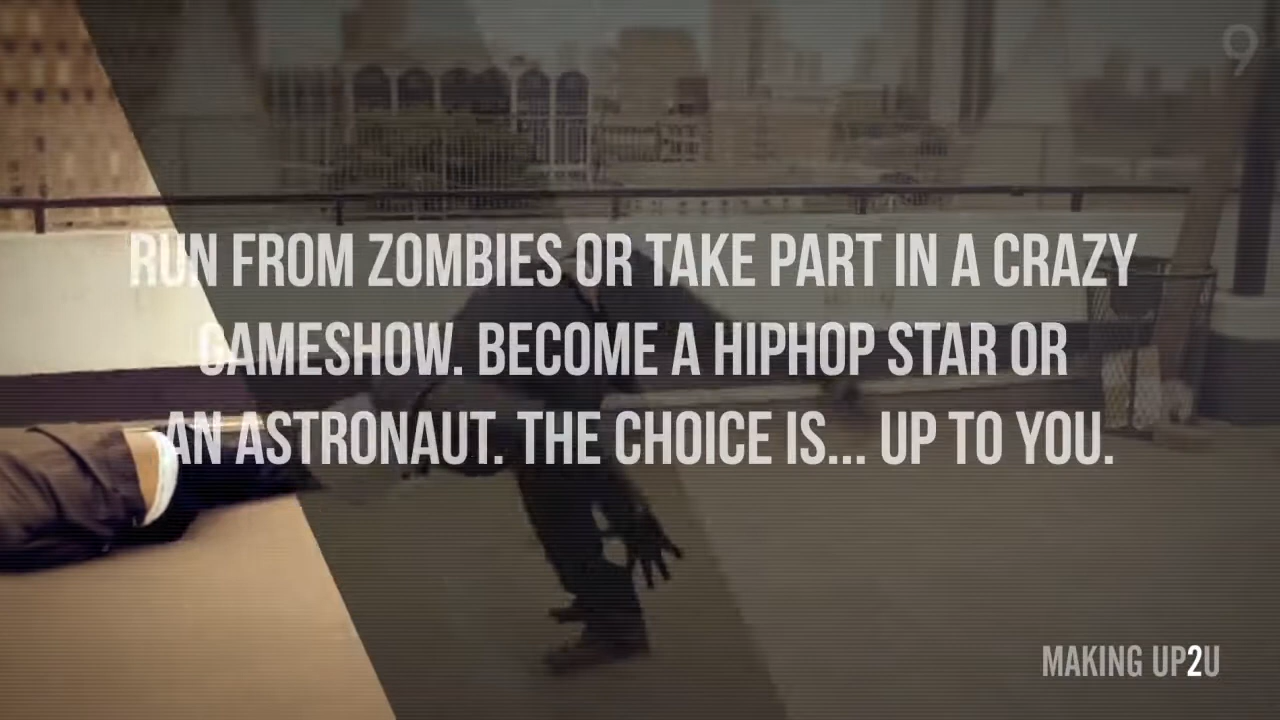 9
RUN FROM ZOMBIES OR TAKE PART IN A CRAZY
GAMESHOW. BECOME A HIPHOP STAR OR
AN ASTRONAUT. THE CHOICE IS... UP TO YOU.
MAKING UP2U